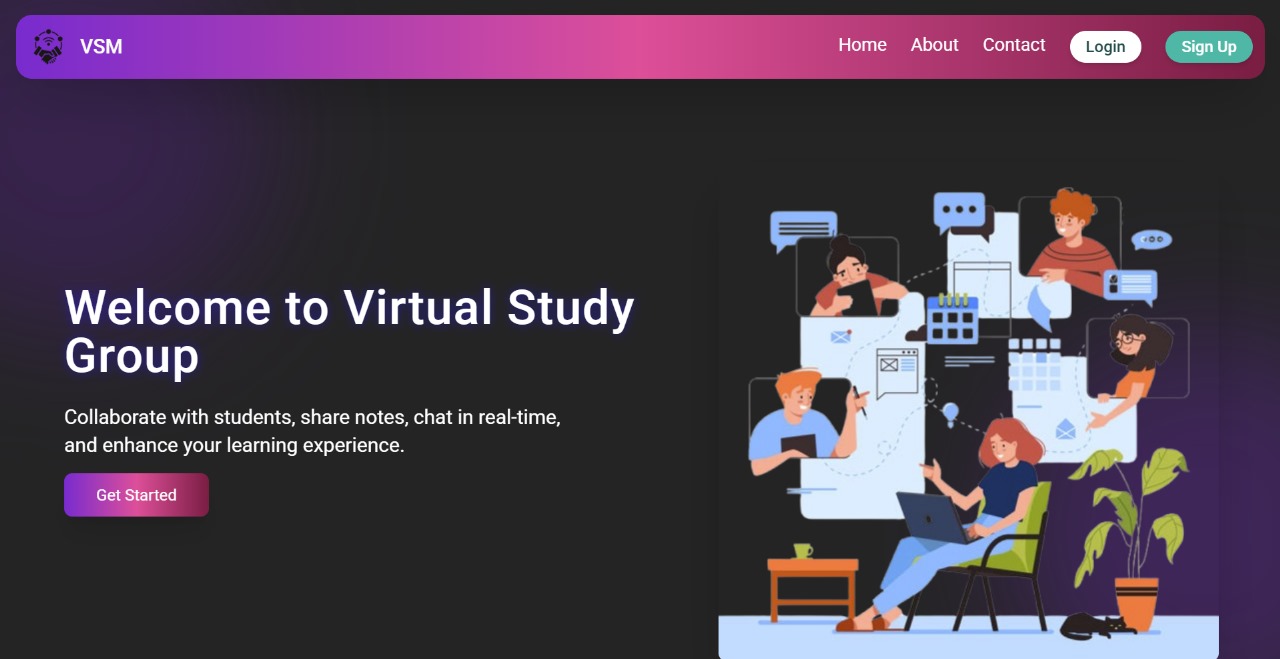 VSM
Home
About
Contact
Login
Sign Up
Welcome to Virtual Study
Group
Collaborate with students, share notes, chat in real-time,
and enhance your learning experience.
Get Started